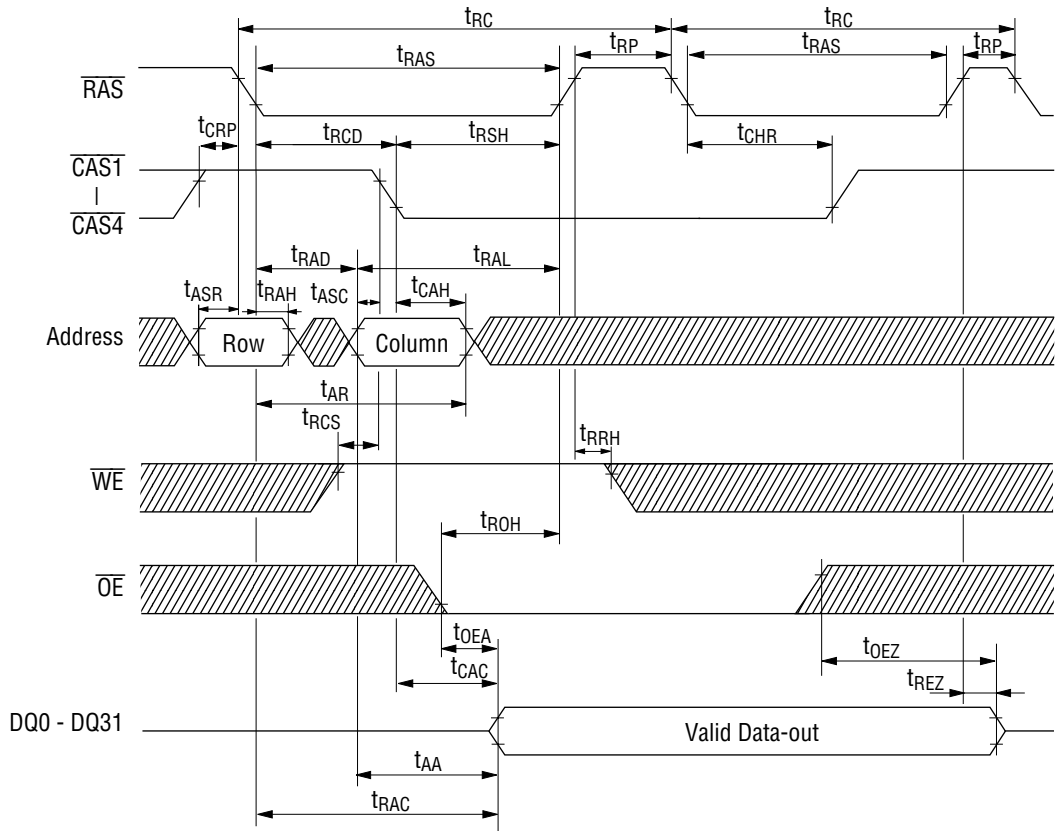 tRC tRC
tRAS tRP tRAS tRP
RAS
tCRP tRCD tRSH tCHR
CAS1
|
CAS4
tRAD tRAL
tASR tRAH tASC tCAH
Address Row Column
tAR
tRCS tRRH
WE
tROH
OE
tOEA tOEZ
tCAC tREZ
DQ0 - DQ31 Valid Data-out
tAA
tRAC